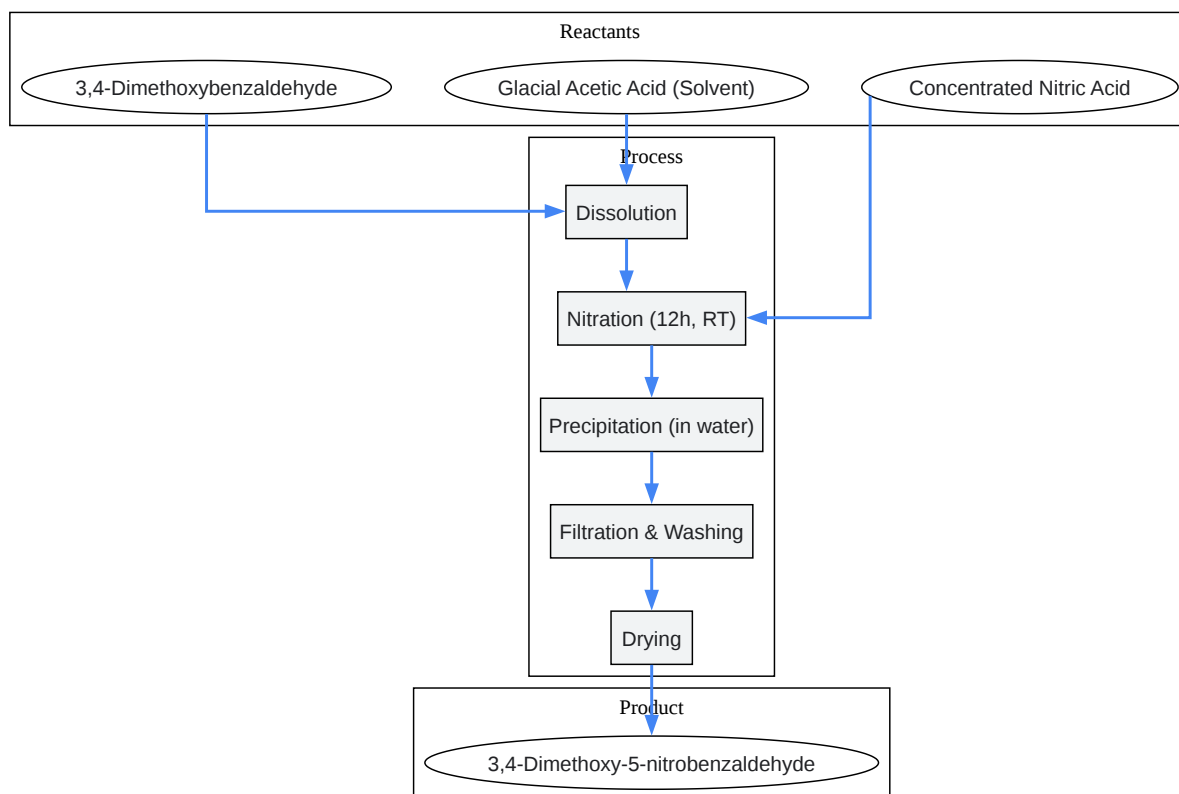 Reactants
3,4-Dimethoxybenzaldehyde
Glacial Acetic Acid (Solvent)
Concentrated Nitric Acid
Process
Dissolution
Nitration (12h, RT)
Precipitation (in water)
Filtration & Washing
Drying
Product
3,4-Dimethoxy-5-nitrobenzaldehyde